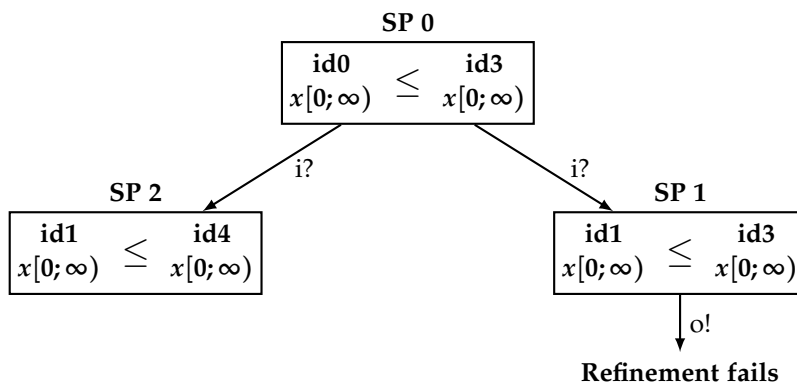 SP 0
id0 ≤ id3
x[0;∞) x[0;∞)
i? i?
SP 2 SP 1
id1 ≤ id4 id1 ≤ id3
x[0;∞) x[0;∞) x[0;∞) x[0;∞)
o!
Refinement fails